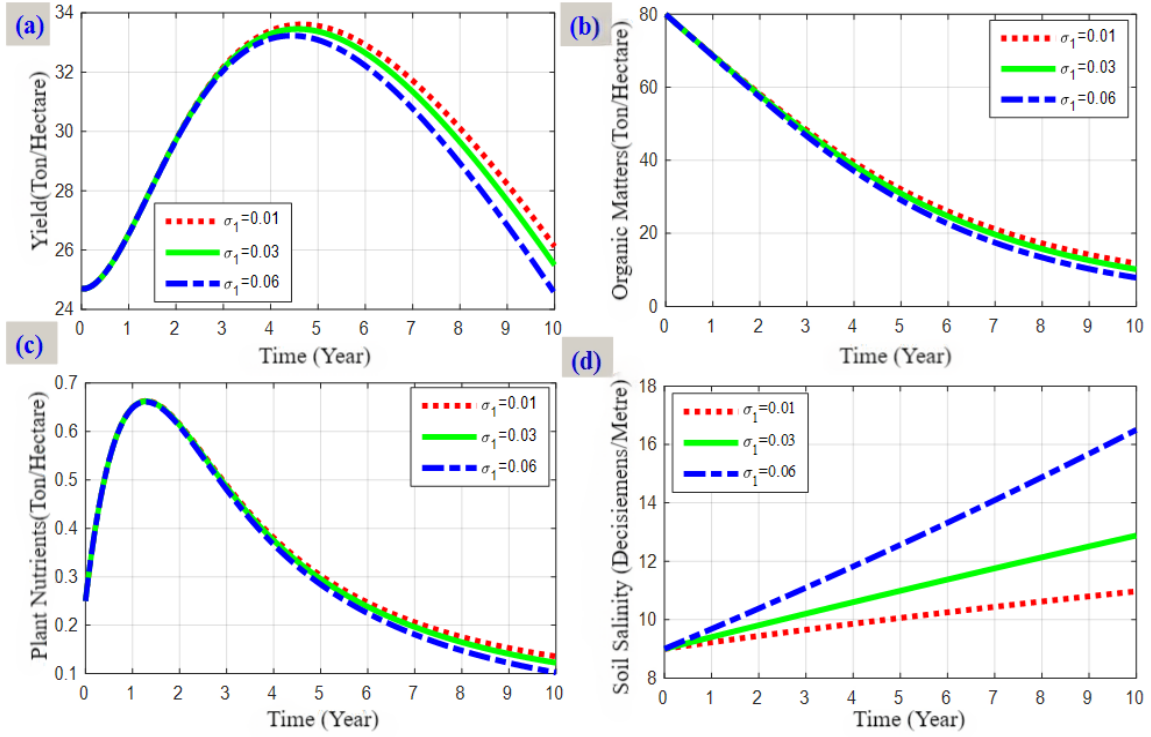 (a)
Yield(Ton/Hectare)
34
32
30
28
26
24
σ1=0.01
σ1=0.03
σ1=0.06
0 1 2 3 4 5 6 7 8 9 10
Time (Year)
(b)
Organic Matters(Ton/Hectare)
80
60
40
20
0
σ1=0.01
σ1=0.03
σ1=0.06
0 1 2 3 4 5 6 7 8 9 10
Time (Year)
(c)
Plant Nutrients(Ton/Hectare)
0.7
0.6
0.5
0.4
0.3
0.2
0.1
σ1=0.01
σ1=0.03
σ1=0.06
0 1 2 3 4 5 6 7 8 9 10
Time (Year)
(d)
Soil Salinity (Decisiemens/Metre)
18
16
14
12
10
8
σ1=0.01
σ1=0.03
σ1=0.06
0 1 2 3 4 5 6 7 8 9 10
Time (Year)